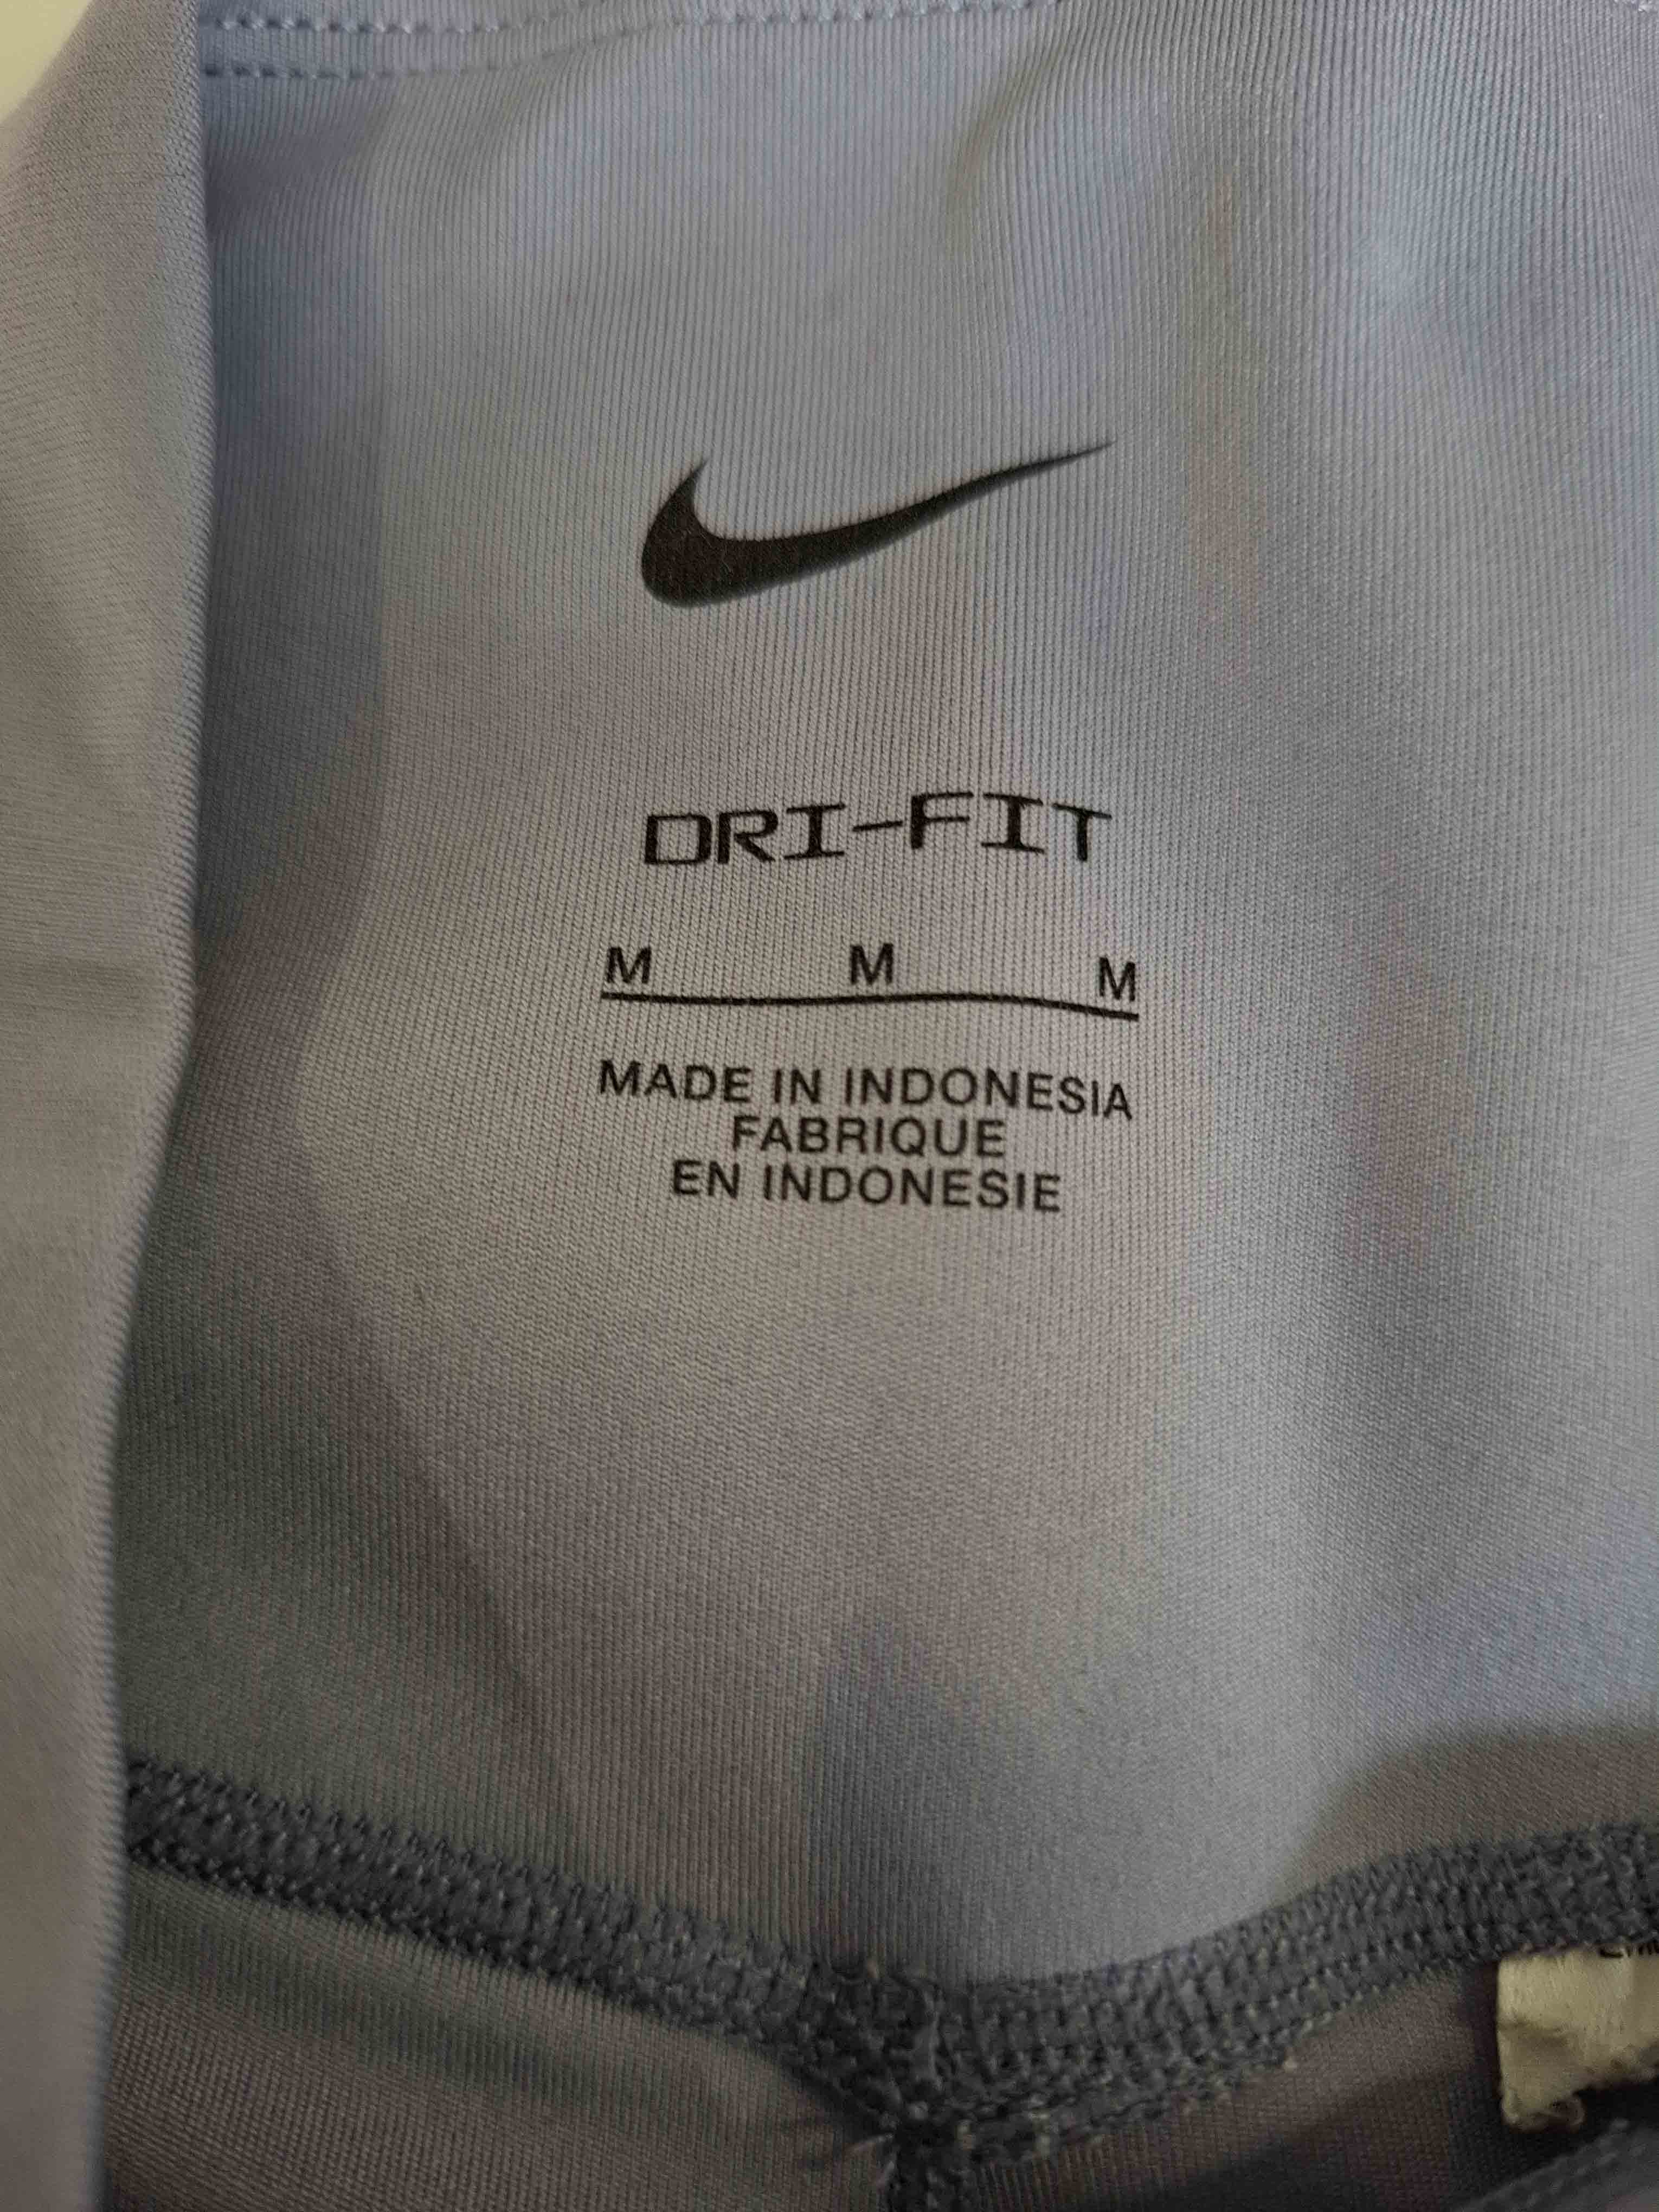 DRI-FIT
M M M
MADE IN INDONESIA
FABRIQUE
EN INDONESIE